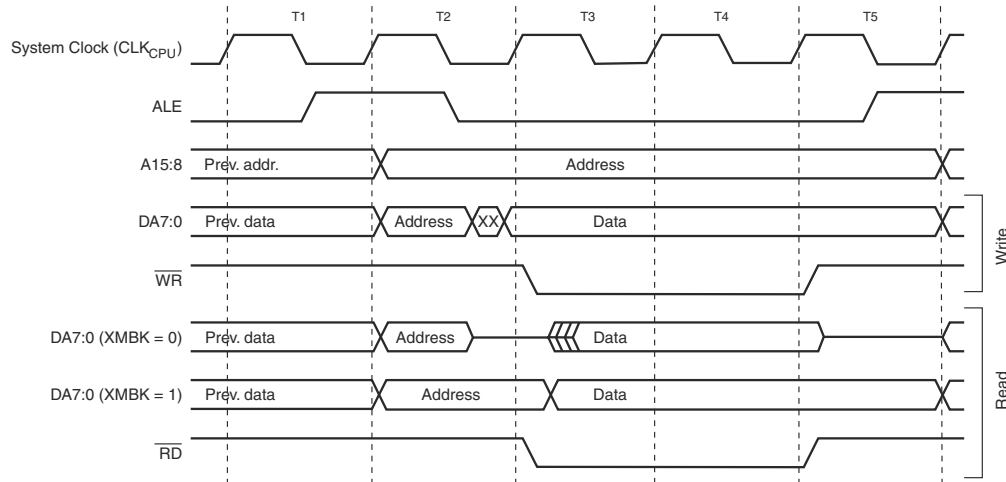 T1 T2 T3 T4 T5
System Clock (CLKCPU)
ALE
A15:8 Prev. addr. Address
DA7:0 Prev. data Address XX Data
WR
Write
DA7:0 (XMBK = 0) Prev. data Address Data
DA7:0 (XMBK = 1) Prev. data Address Data
RD
Read